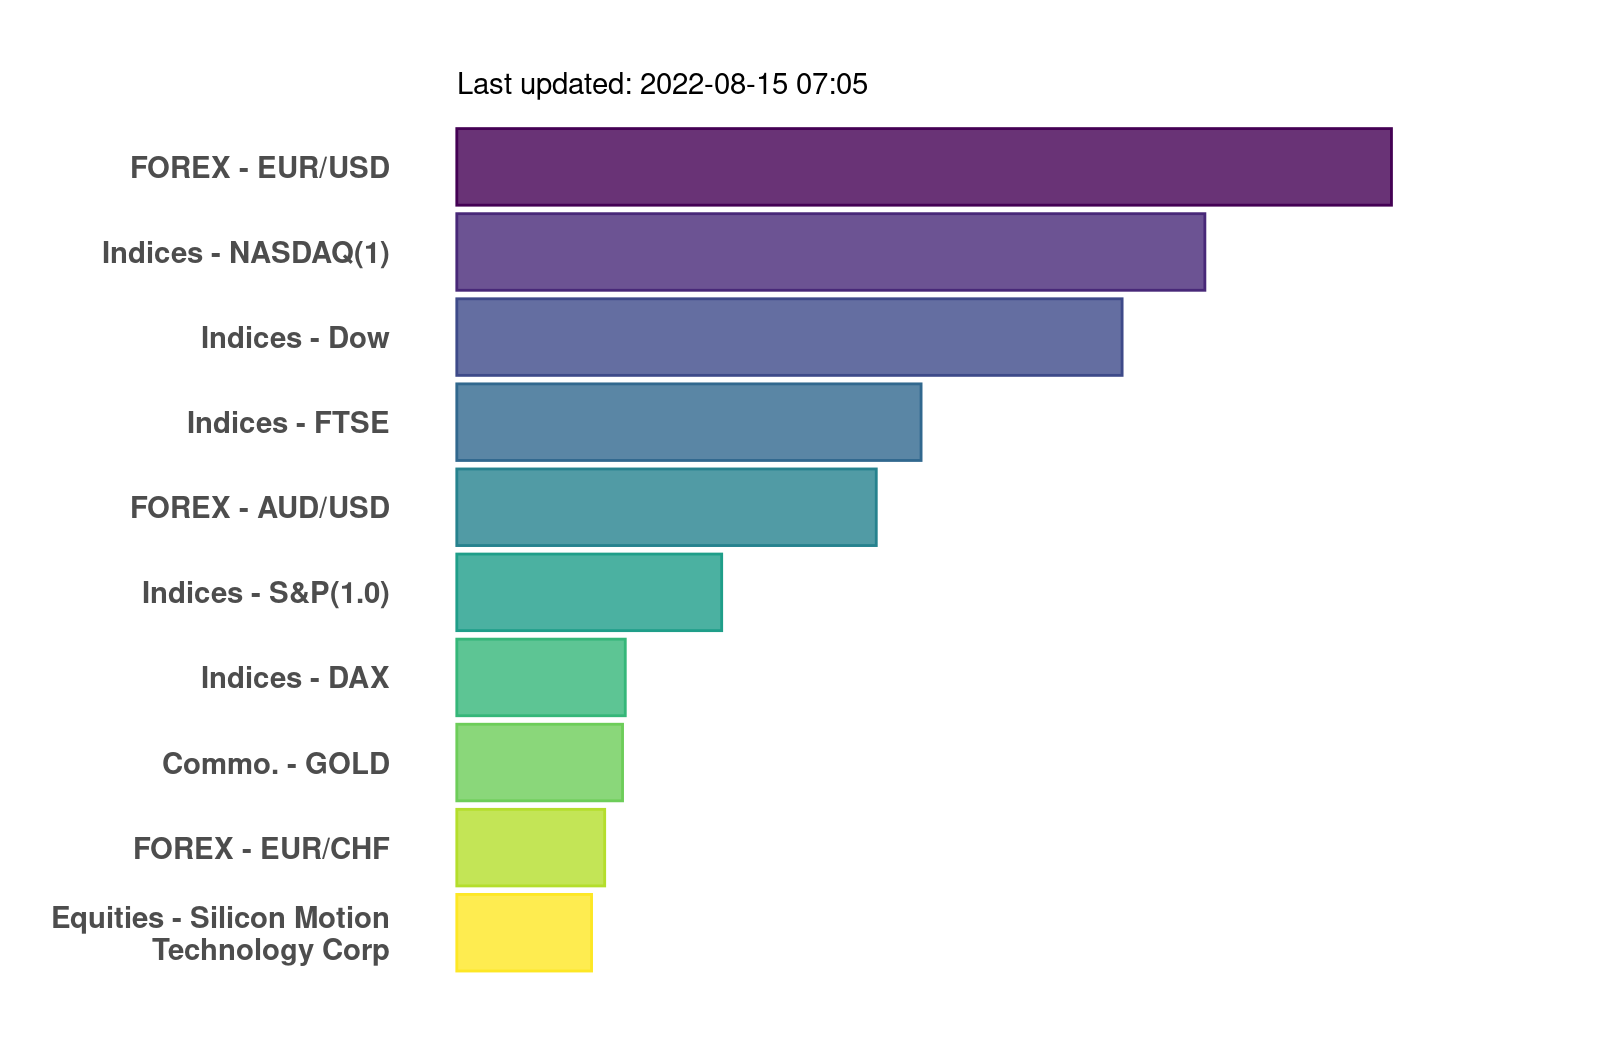 Last updated: 2022-08-15 07:05
FOREX - EUR/USD
Indices - NASDAQ(1)
Indices - Dow
Indices - FTSE
FOREX - AUD/USD
Indices - S&P(1.0)
Indices - DAX
Commo. - GOLD
FOREX - EUR/CHF
Equities - Silicon Motion
Technology Corp